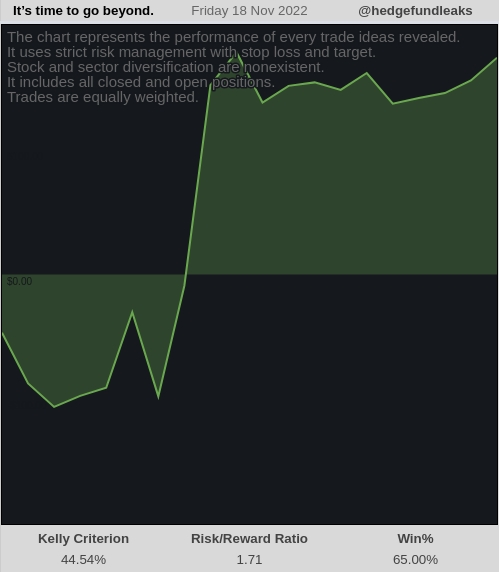 It's time to go beyond. Friday 18 Nov 2022 @hedgefundleaks
The chart represents the performance of every trade ideas revealed.
It uses strict risk management with stop loss and target.
Stock and sector diversification are nonexistent.
It includes all closed and open positions.
Trades are equally weighted.
$0.00
Kelly Criterion Risk/Reward Ratio Win%
44.54% 1.71 65.00%